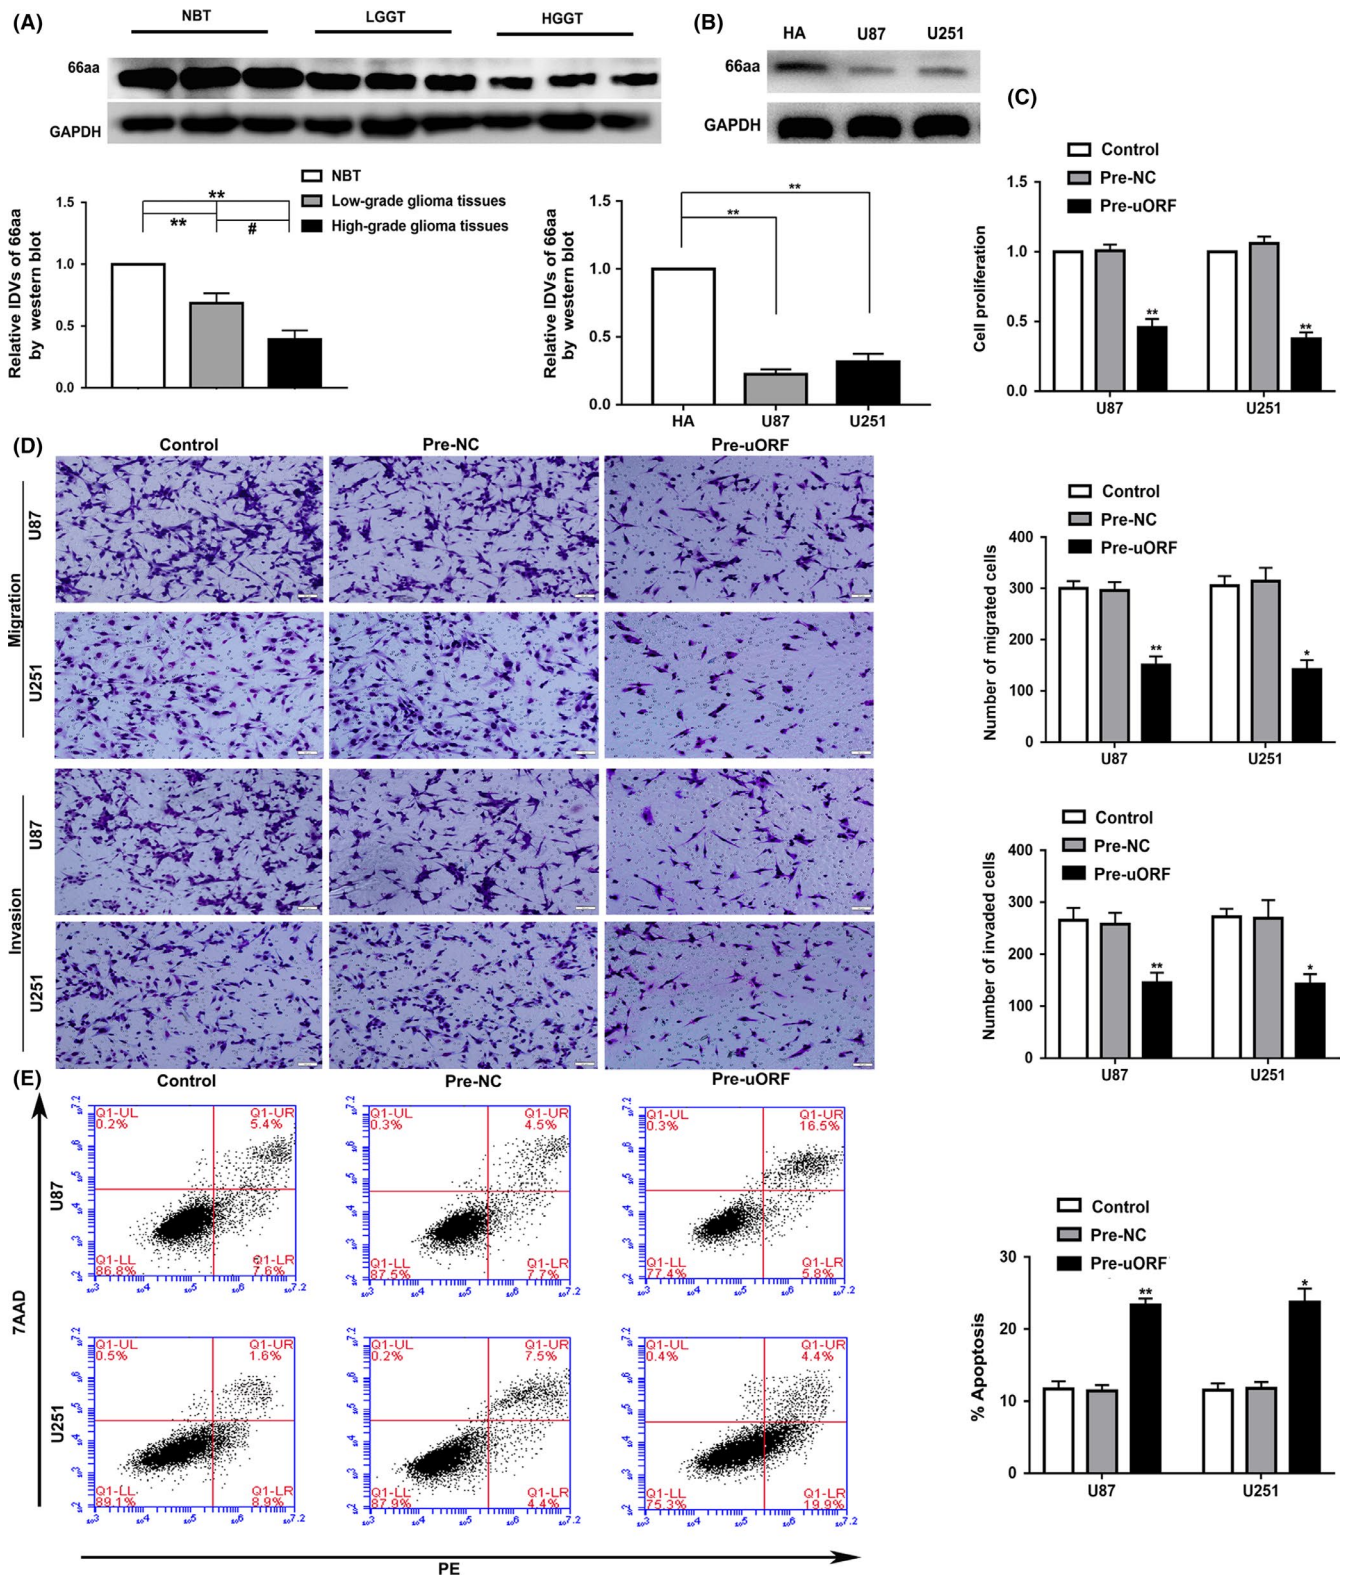 (A)
NBT
LGGT
HGGT
66aa
GAPDH
NBT
Low-grade glioma tissues
High-grade glioma tissues
Relative IDVs of 66aa
by western blot
1.5
1.0
0.5
0.0
**
**
#
(B)
HA
U87
U251
66aa
GAPDH
Relative IDVs of 66aa
by western blot
1.5
1.0
0.5
0.0
**
**
HA
U87
U251
(C)
Control
Pre-NC
Pre-uORF
Cell proliferation
1.5
1.0
0.5
0.0
**
**
U87
U251
(D)
Control
Pre-NC
Pre-uORF
Migration
U87
U251
Invasion
U87
U251
Control
Pre-NC
Pre-uORF
Number of migrated cells
400
300
200
100
0
**
*
U87
U251
Control
Pre-NC
Pre-uORF
Number of invaded cells
400
300
200
100
0
**
*
U87
U251
(E)
Control
Pre-NC
Pre-uORF
7AAD
U87
Q1-UL
0.2%
Q1-UR
5.4%
Q1-LL
86.8%
Q1-LR
7.6%
Q1-UL
0.3%
Q1-UR
4.5%
Q1-LL
87.5%
Q1-LR
7.7%
Q1-UL
0.3%
Q1-UR
16.5%
Q1-LL
77.4%
Q1-LR
5.8%
U251
Q1-UL
0.5%
Q1-UR
1.6%
Q1-LL
89.1%
Q1-LR
8.9%
Q1-UL
0.2%
Q1-UR
7.5%
Q1-LL
87.9%
Q1-LR
4.4%
Q1-UL
0.4%
Q1-UR
4.4%
Q1-LL
75.3%
Q1-LR
19.9%
PE
Control
Pre-NC
Pre-uORF
% Apoptosis
30
20
10
0
**
*
U87
U251